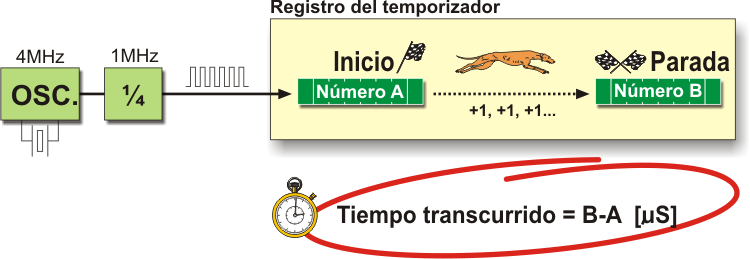 Registro del temporizador
4MHz
1MHz
OSC.
¼
Inicio
Parada
Número A
Número B
+1, +1, +1...
Tiempo transcurrido = B-A [µS]